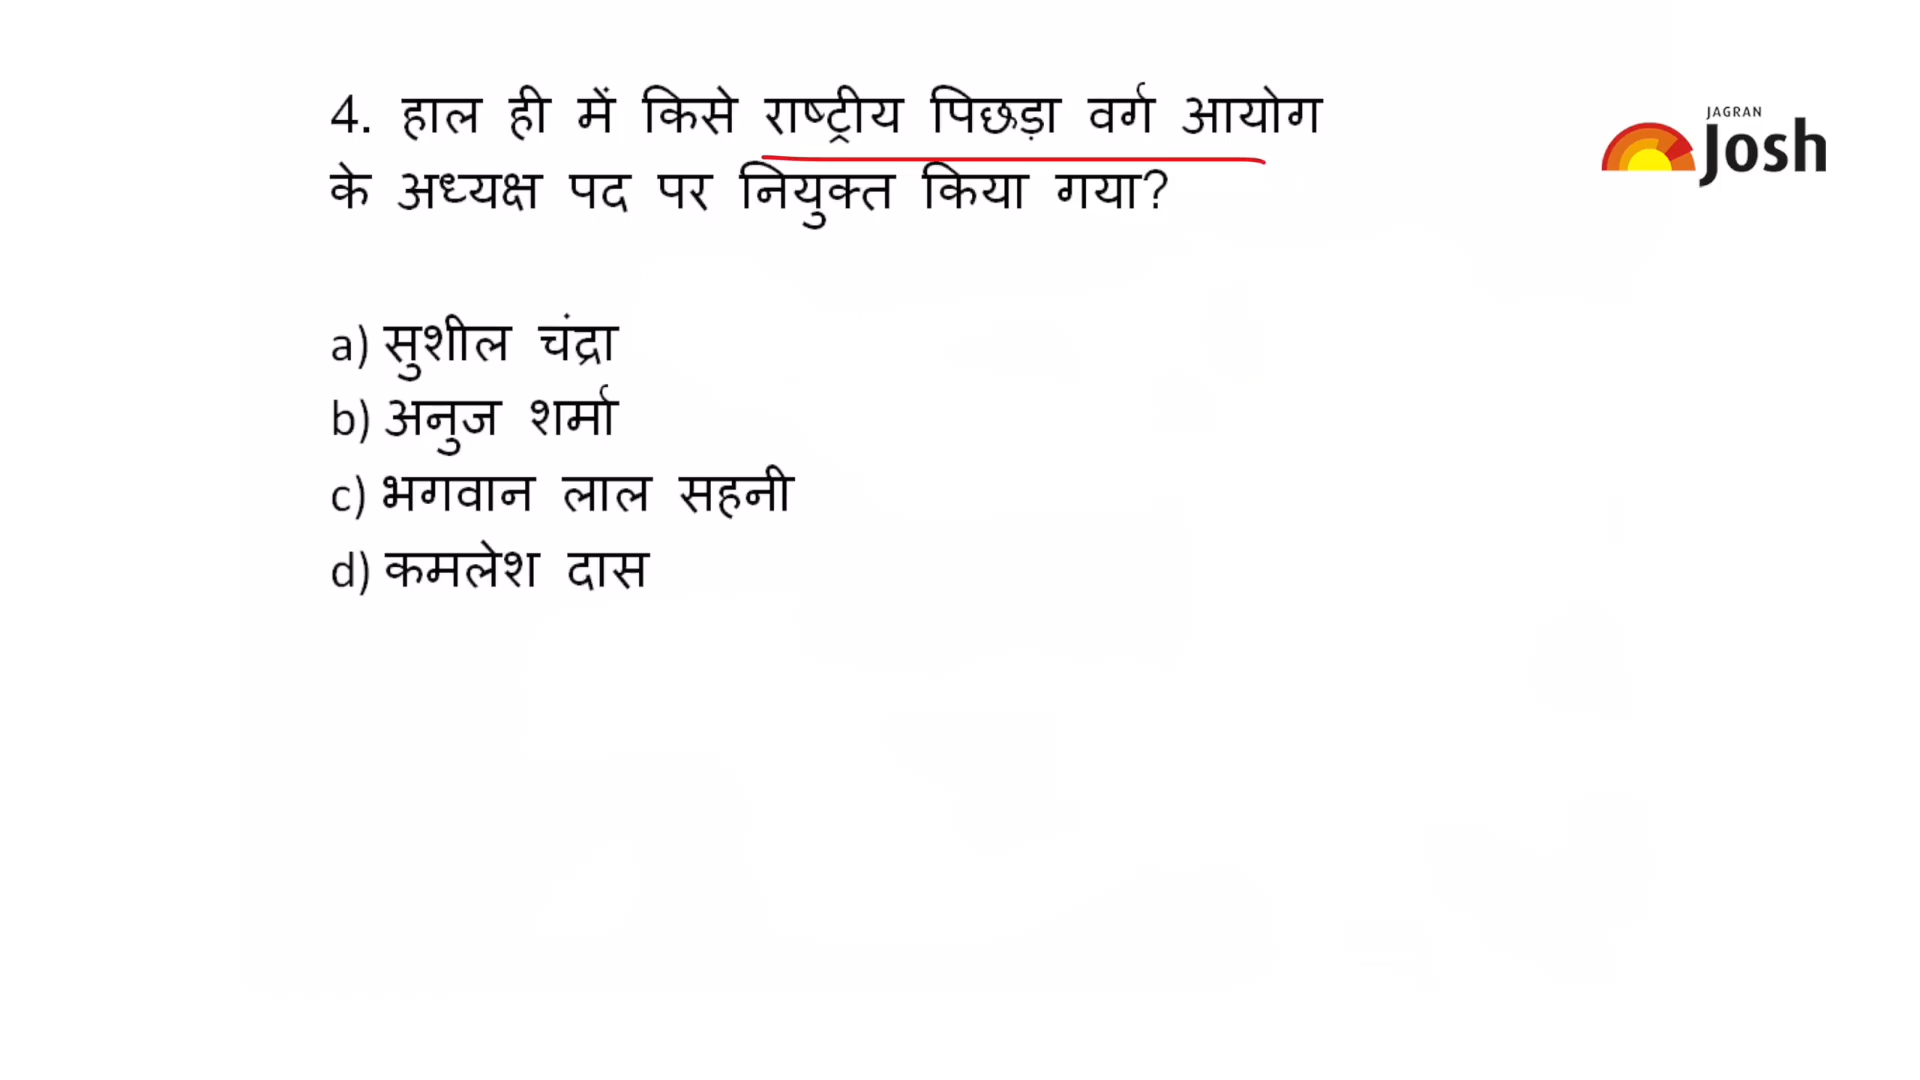 4. हाल ही में किसे राष्ट्रीय पिछड़ा वर्ग आयोग
के अध्यक्ष पद पर नियुक्त किया गया?
JAGRAN
Josh
a) सुशील चंद्रा
b) अनुज शर्मा
c) भगवान लाल सहनी
d) कमलेश दास